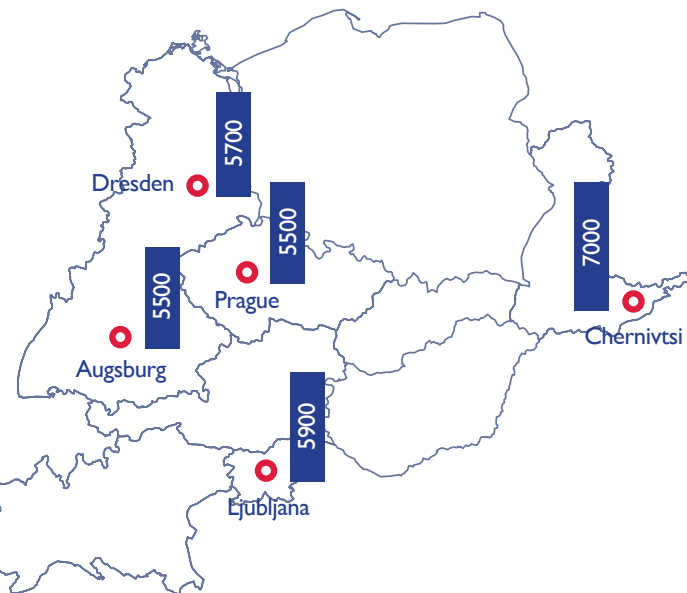 5700
Dresden
5500
7000
5500
Prague
Chernivtsi
Augsburg
5900
Ljubljana